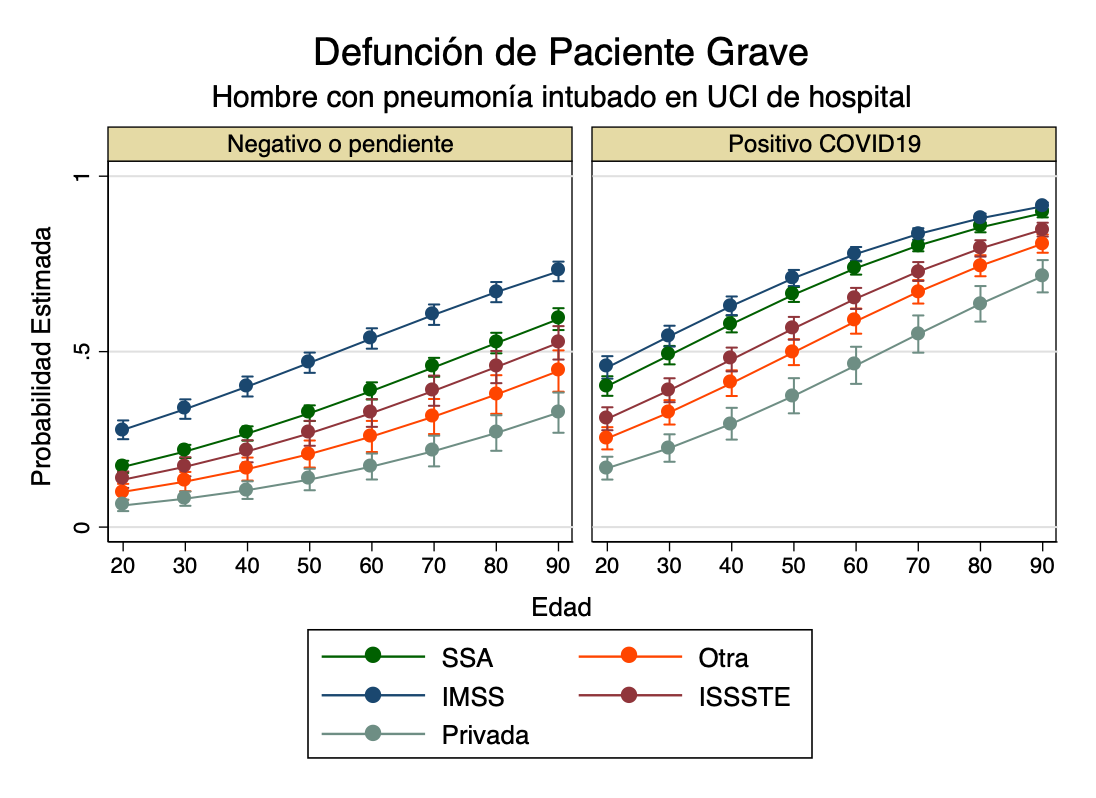 Defunción de Paciente Grave
Hombre con pneumonía intubado en UCI de hospital
Negativo o pendiente
Positivo COVID19
Probabilidad Estimada
1
.5
0
20 30 40 50 60 70 80 90
20 30 40 50 60 70 80 90
Edad
SSA Otra
IMSS ISSSTE
Privada